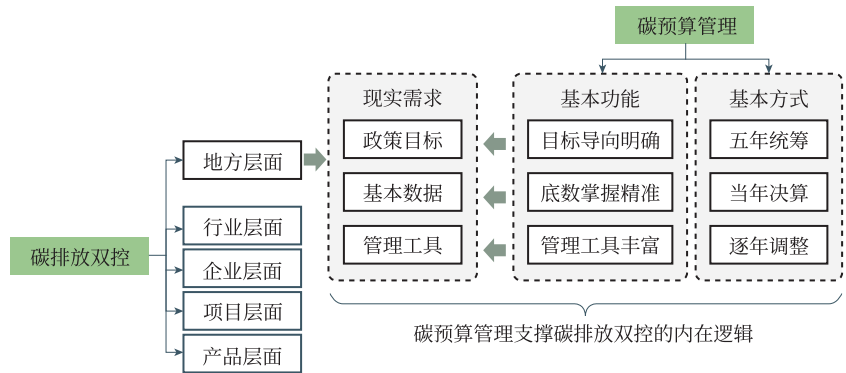 碳预算管理
现实需求
基本功能
基本方式
政策目标
目标导向明确
五年统筹
地方层面
基本数据
底数掌握精准
当年决算
行业层面
管理工具
管理工具丰富
逐年调整
碳排放双控
企业层面
项目层面
产品层面
碳预算管理支撑碳排放双控的内在逻辑